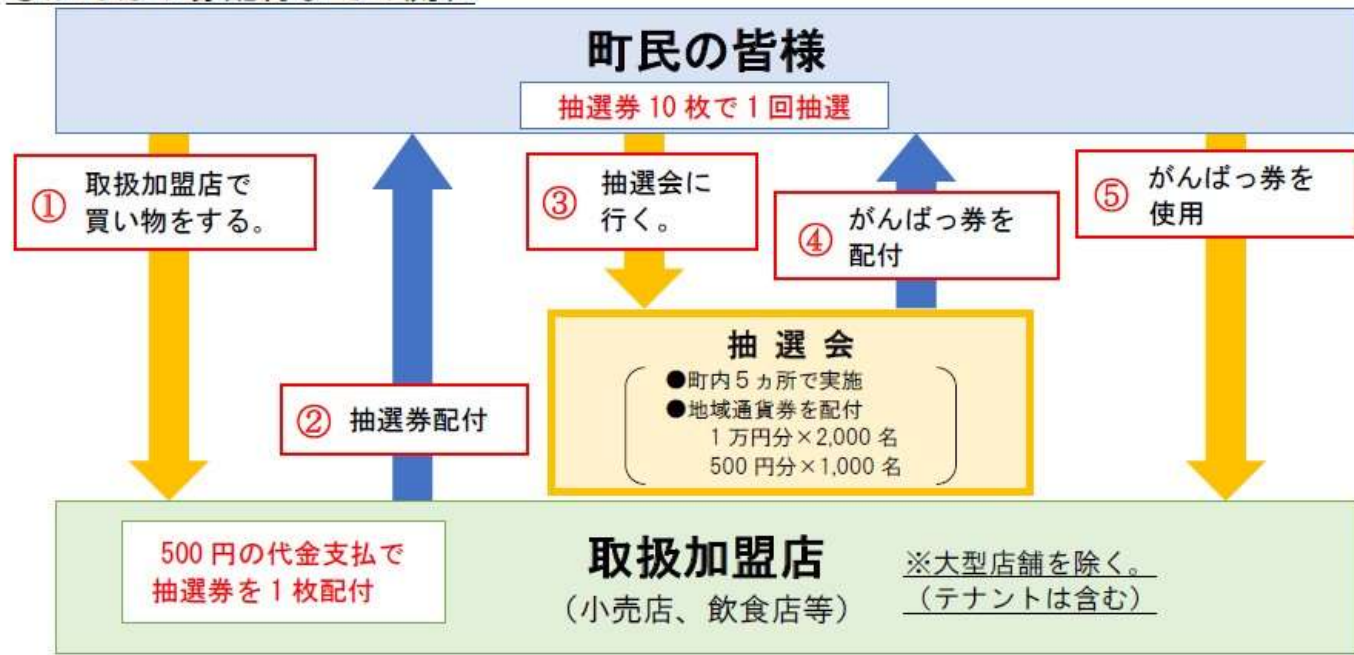 町民の皆様
抽選券 10 枚で 1 回抽選
① 取扱加盟店で
買い物をする。
② 抽選券配付
③ 抽選会に
行く。
④ がんばっ券を
配付
⑤ がんばっ券を
使用
抽 選 会
●町内 5 ヵ所で実施
●地域通貨券を配付
1 万円分×2,000 名
500 円分×1,000 名
500 円の代金支払で
抽選券を 1 枚配付
取扱加盟店
(小売店、飲食店等)
※大型店舗を除く。
(テナントは含む)